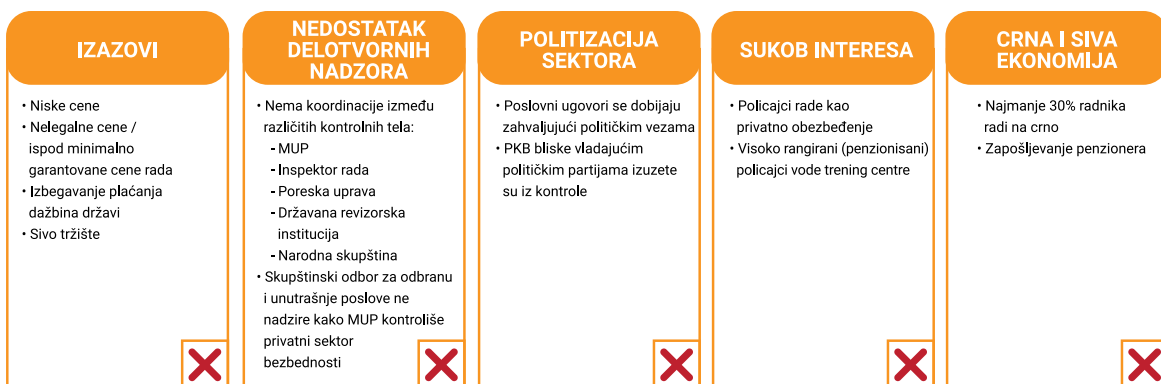 IZAZOVI
• Niske cene
• Nelegalne cene /
ispod minimalno
garantovane cene rada
• Izbegavanje plaćanja
dažbina državi
• Sivo tržište
NEDOSTATAK
DELOTVORNIH
NADZORA
• Nema koordinacije između
različitih kontrolnih tela:
- MUP
- Inspektor rada
- Poreska uprava
- Državana revizorska
institucija
- Narodna skupština
• Skupštinski odbor za odbranu
i unutrašnje poslove ne
nadzire kako MUP kontroliše
privatni sektor
bezbednosti
POLITIZACIJA
SEKTORA
• Poslovni ugovori se dobijaju
zahvaljujući političkim vezama
• PKB bliske vladajućim
političkim partijama izuzete
su iz kontrole
SUKOB INTERESA
• Policajci rade kao
privatno obezbeđenje
• Visoko rangirani (penzionisani)
policajci vode trening centre
CRNA I SIVA
EKONOMIJA
• Najmanje 30% radnika
radi na crno
• Zapošljevanje penzionera